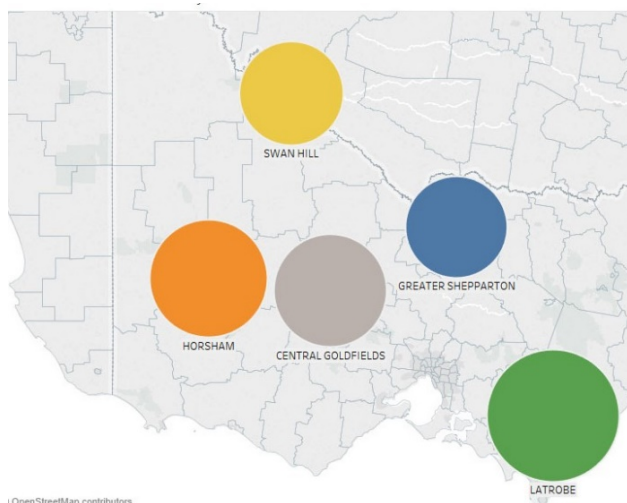 SWAN HILL
GREATER SHEPPARTON
HORSHAM
CENTRAL GOLDFIELDS
LATROBE
OpenStreetMap contributors